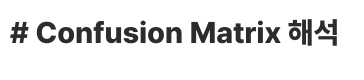 # Confusion Matrix 해석